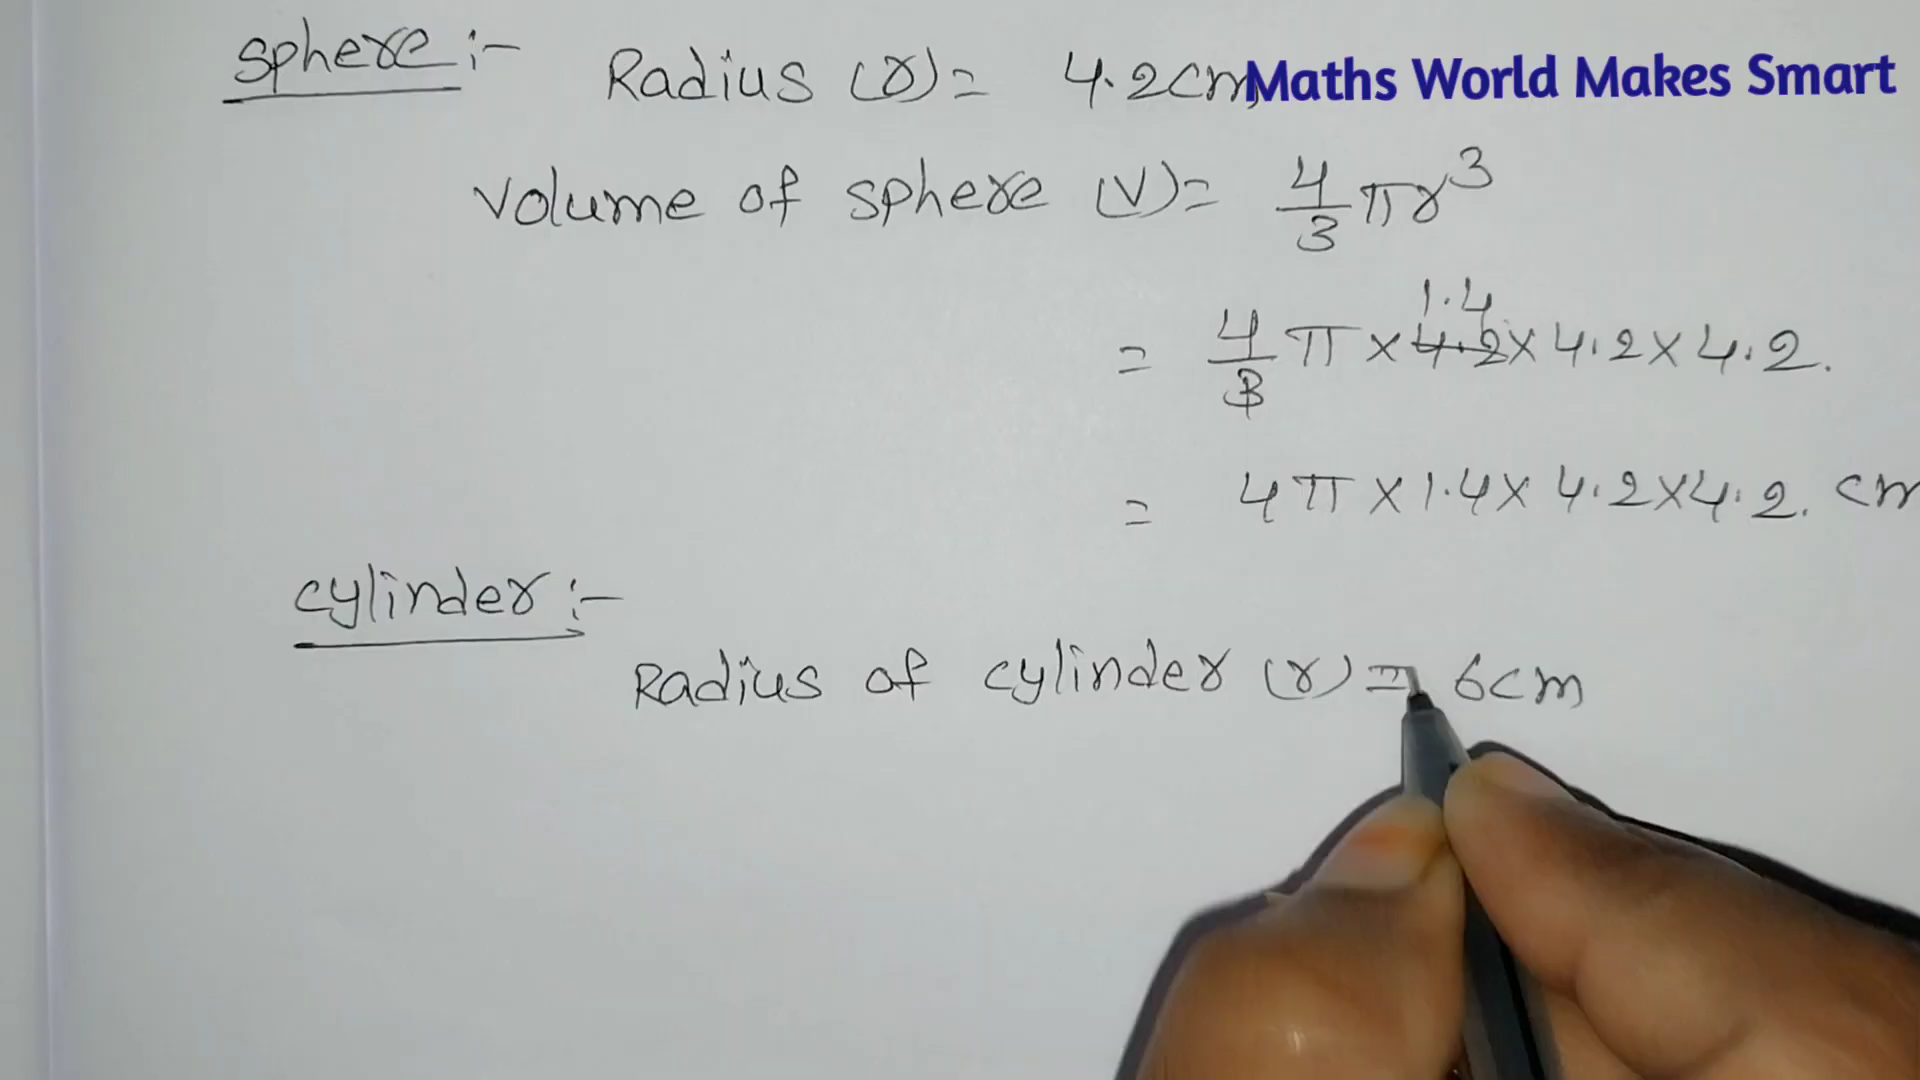 sphere :- Radius (r) = 4.2cm Maths World Makes Smart
Volume of sphere (V) = 4/3 πr³
= 4/3 π × 4.2 × 4.2 × 4.2.
1.4
= 4π × 1.4 × 4.2 × 4.2. cm
cylinder :-
Radius of cylinder (r) = 6cm